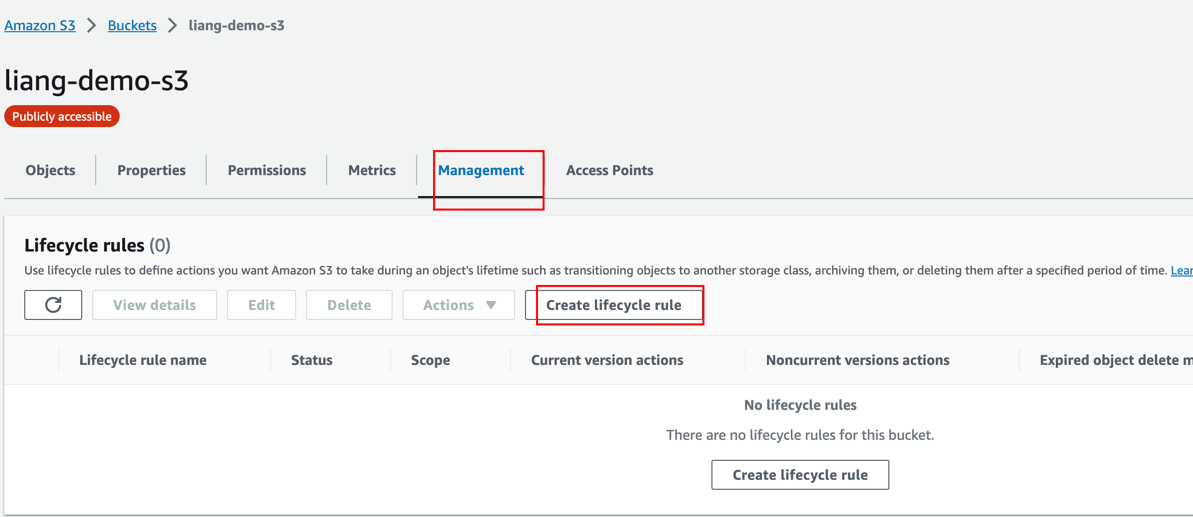 Amazon S3 > Buckets > liang-demo-s3
liang-demo-s3
Publicly accessible
Objects Properties Permissions Metrics Management Access Points
Lifecycle rules (0)
Use lifecycle rules to define actions you want Amazon S3 to take during an object's lifetime such as transitioning objects to another storage class, archiving them, or deleting them after a specified period of time. Lear
View details Edit Delete Actions ▼ Create lifecycle rule
Lifecycle rule name Status Scope Current version actions Noncurrent versions actions Expired object delete m
No lifecycle rules
There are no lifecycle rules for this bucket.
Create lifecycle rule